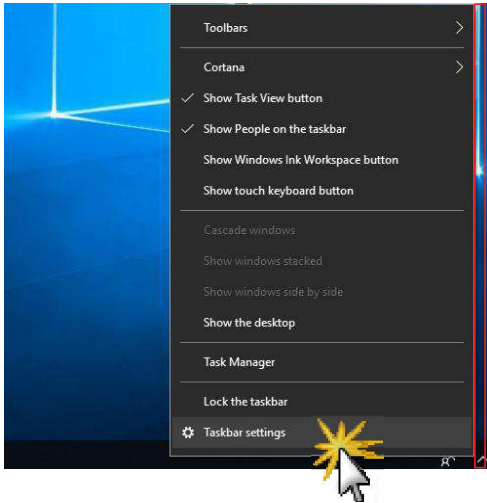 Toolbars
Cortana
Show Task View button
Show People on the taskbar
Show Windows Ink Workspace button
Show touch keyboard button
Cascade windows
Show windows stacked
Show windows side by side
Show the desktop
Task Manager
Lock the taskbar
Taskbar settings